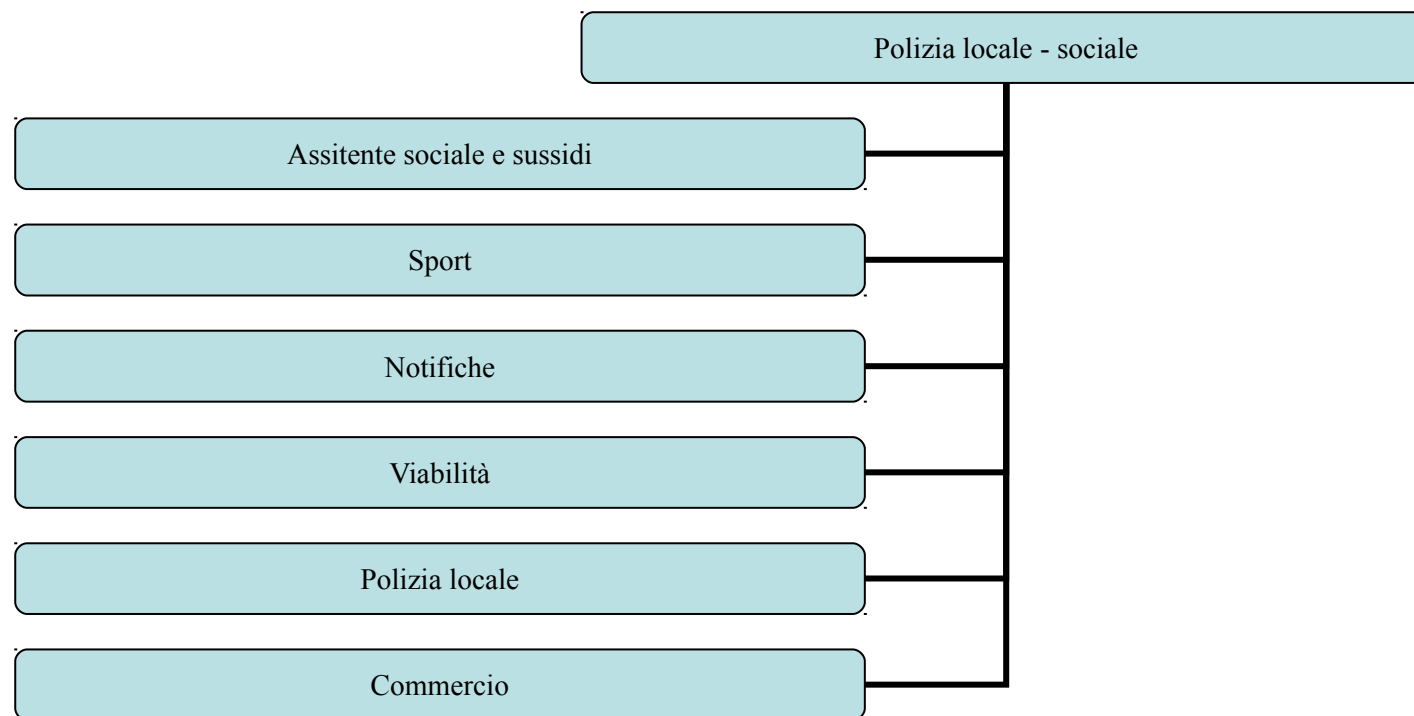 Polizia locale - sociale
Assitente sociale e sussidi
Sport
Notifiche
Viabilità
Polizia locale
Commercio